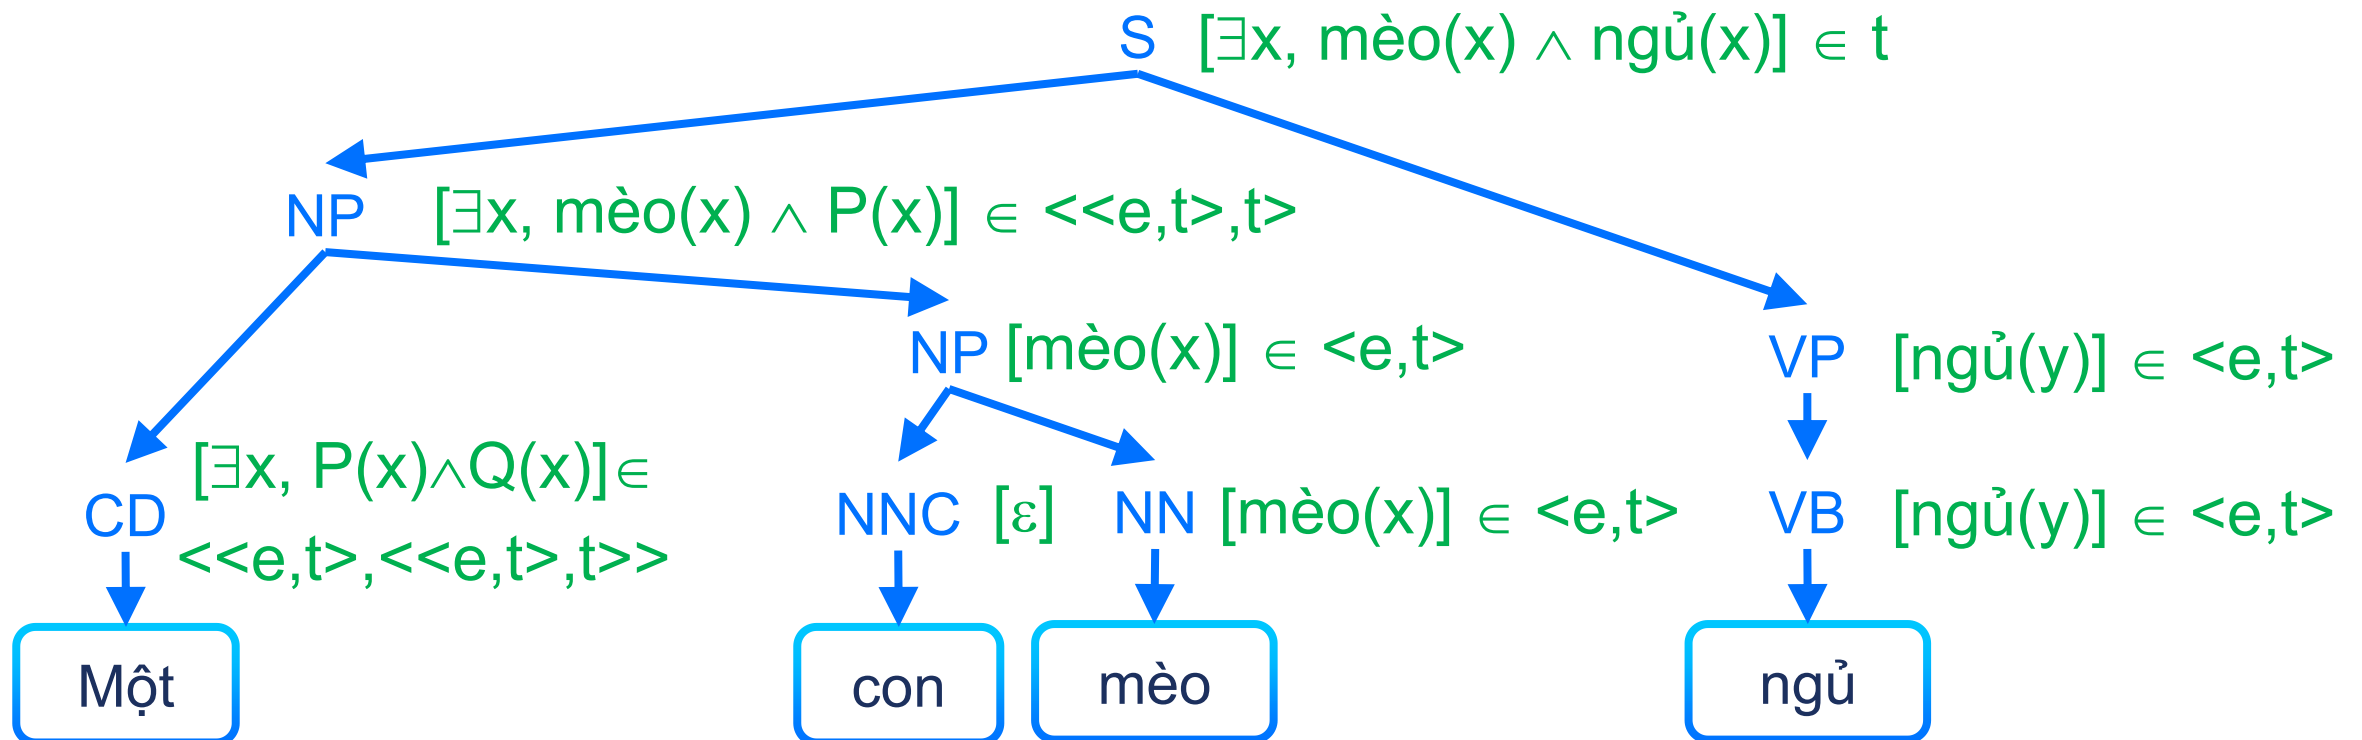 S [∃x, mèo(x) ∧ ngủ(x)] ∈ t
NP [∃x, mèo(x) ∧ P(x)] ∈ <<e,t>,t>
NP [mèo(x)] ∈ <e,t>
VP [ngủ(y)] ∈ <e,t>
CD [∃x, P(x)∧Q(x)]∈
<<e,t>,<<e,t>,t>>
NNC [ε]
NN [mèo(x)] ∈ <e,t>
VB [ngủ(y)] ∈ <e,t>
Một
con
mèo
ngủ